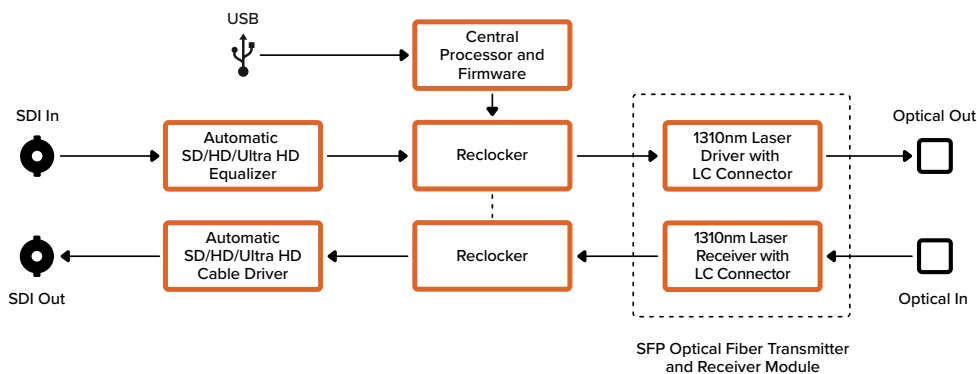 USB
Central
Processor and
Firmware
SDI In
Automatic
SD/HD/Ultra HD
Equalizer
Reclocker
1310nm Laser
Driver with
LC Connector
Optical Out
SDI Out
Automatic
SD/HD/Ultra HD
Cable Driver
Reclocker
1310nm Laser
Receiver with
LC Connector
Optical In
SFP Optical Fiber Transmitter
and Receiver Module